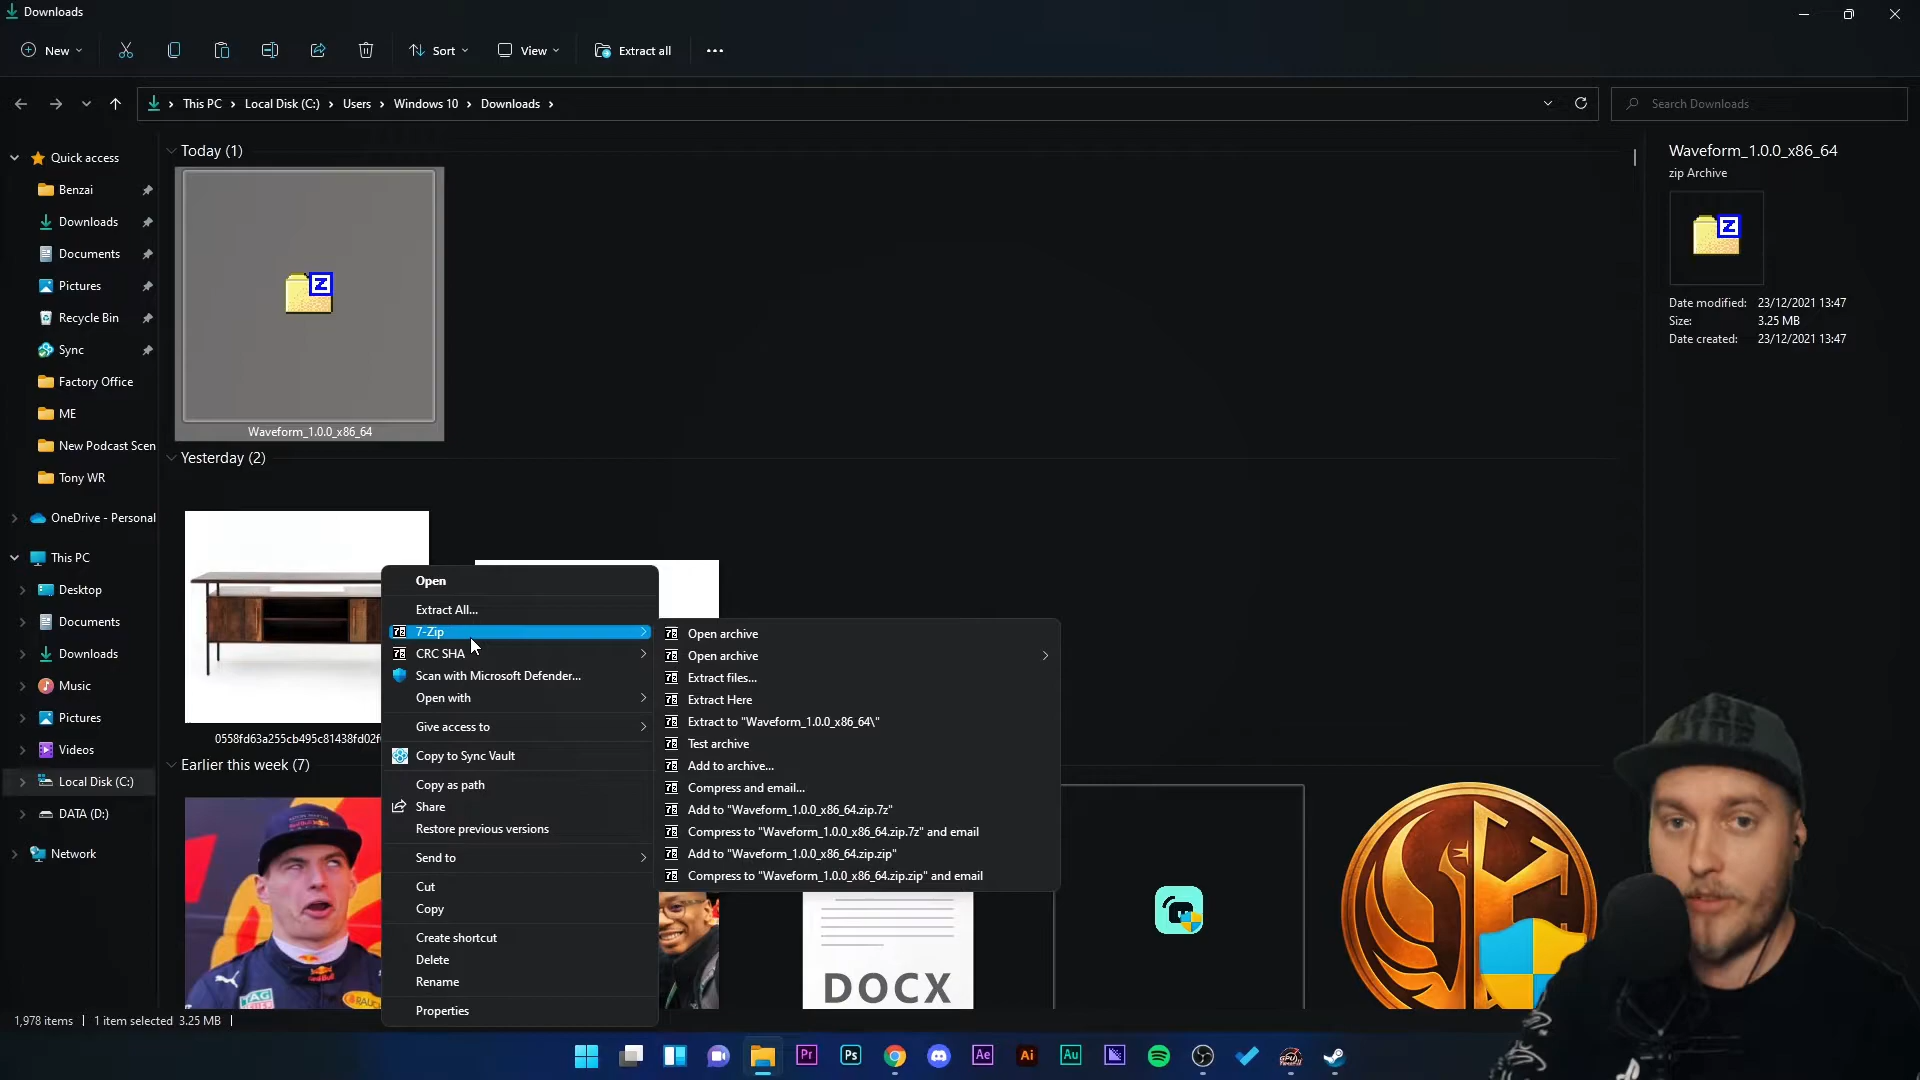 Downloads
New
Sort
View
Extract all
This PC
Local Disk (C:)
Users
Windows 10
Downloads
Search Downloads
Quick access
Benzai
Downloads
Documents
Pictures
Recycle Bin
Sync
Factory Office
ME
New Podcast Scen
Tony WR
OneDrive - Personal
This PC
Desktop
Documents
Downloads
Music
Pictures
Videos
Local Disk (C:)
DATA (D:)
Network
Today (1)
Z
Waveform_1.0.0_x86_64
Yesterday (2)
0558fd63a255cb495c81438fd02f
Earlier this week (7)
Open
Extract All...
7-Zip
CRC SHA
Scan with Microsoft Defender...
Open with
Give access to
Copy to Sync Vault
Copy as path
Share
Restore previous versions
Send to
Cut
Copy
Create shortcut
Delete
Rename
Properties
Open archive
Open archive
Extract files...
Extract Here
Extract to "Waveform_1.0.0_x86_64\"
Test archive
Add to archive...
Compress and email...
Add to "Waveform_1.0.0_x86_64.zip.7z"
Compress to "Waveform_1.0.0_x86_64.zip.7z" and email
Add to "Waveform_1.0.0_x86_64.zip.zip"
Compress to "Waveform_1.0.0_x86_64.zip.zip" and email
DOCX
Waveform_1.0.0_x86_64
zip Archive
Z
Date modified: 23/12/2021 13:47
Size: 3.25 MB
Date created: 23/12/2021 13:47
1,978 items
1 item selected 3.25 MB
Pr
Ps
Ae
Ai
Au